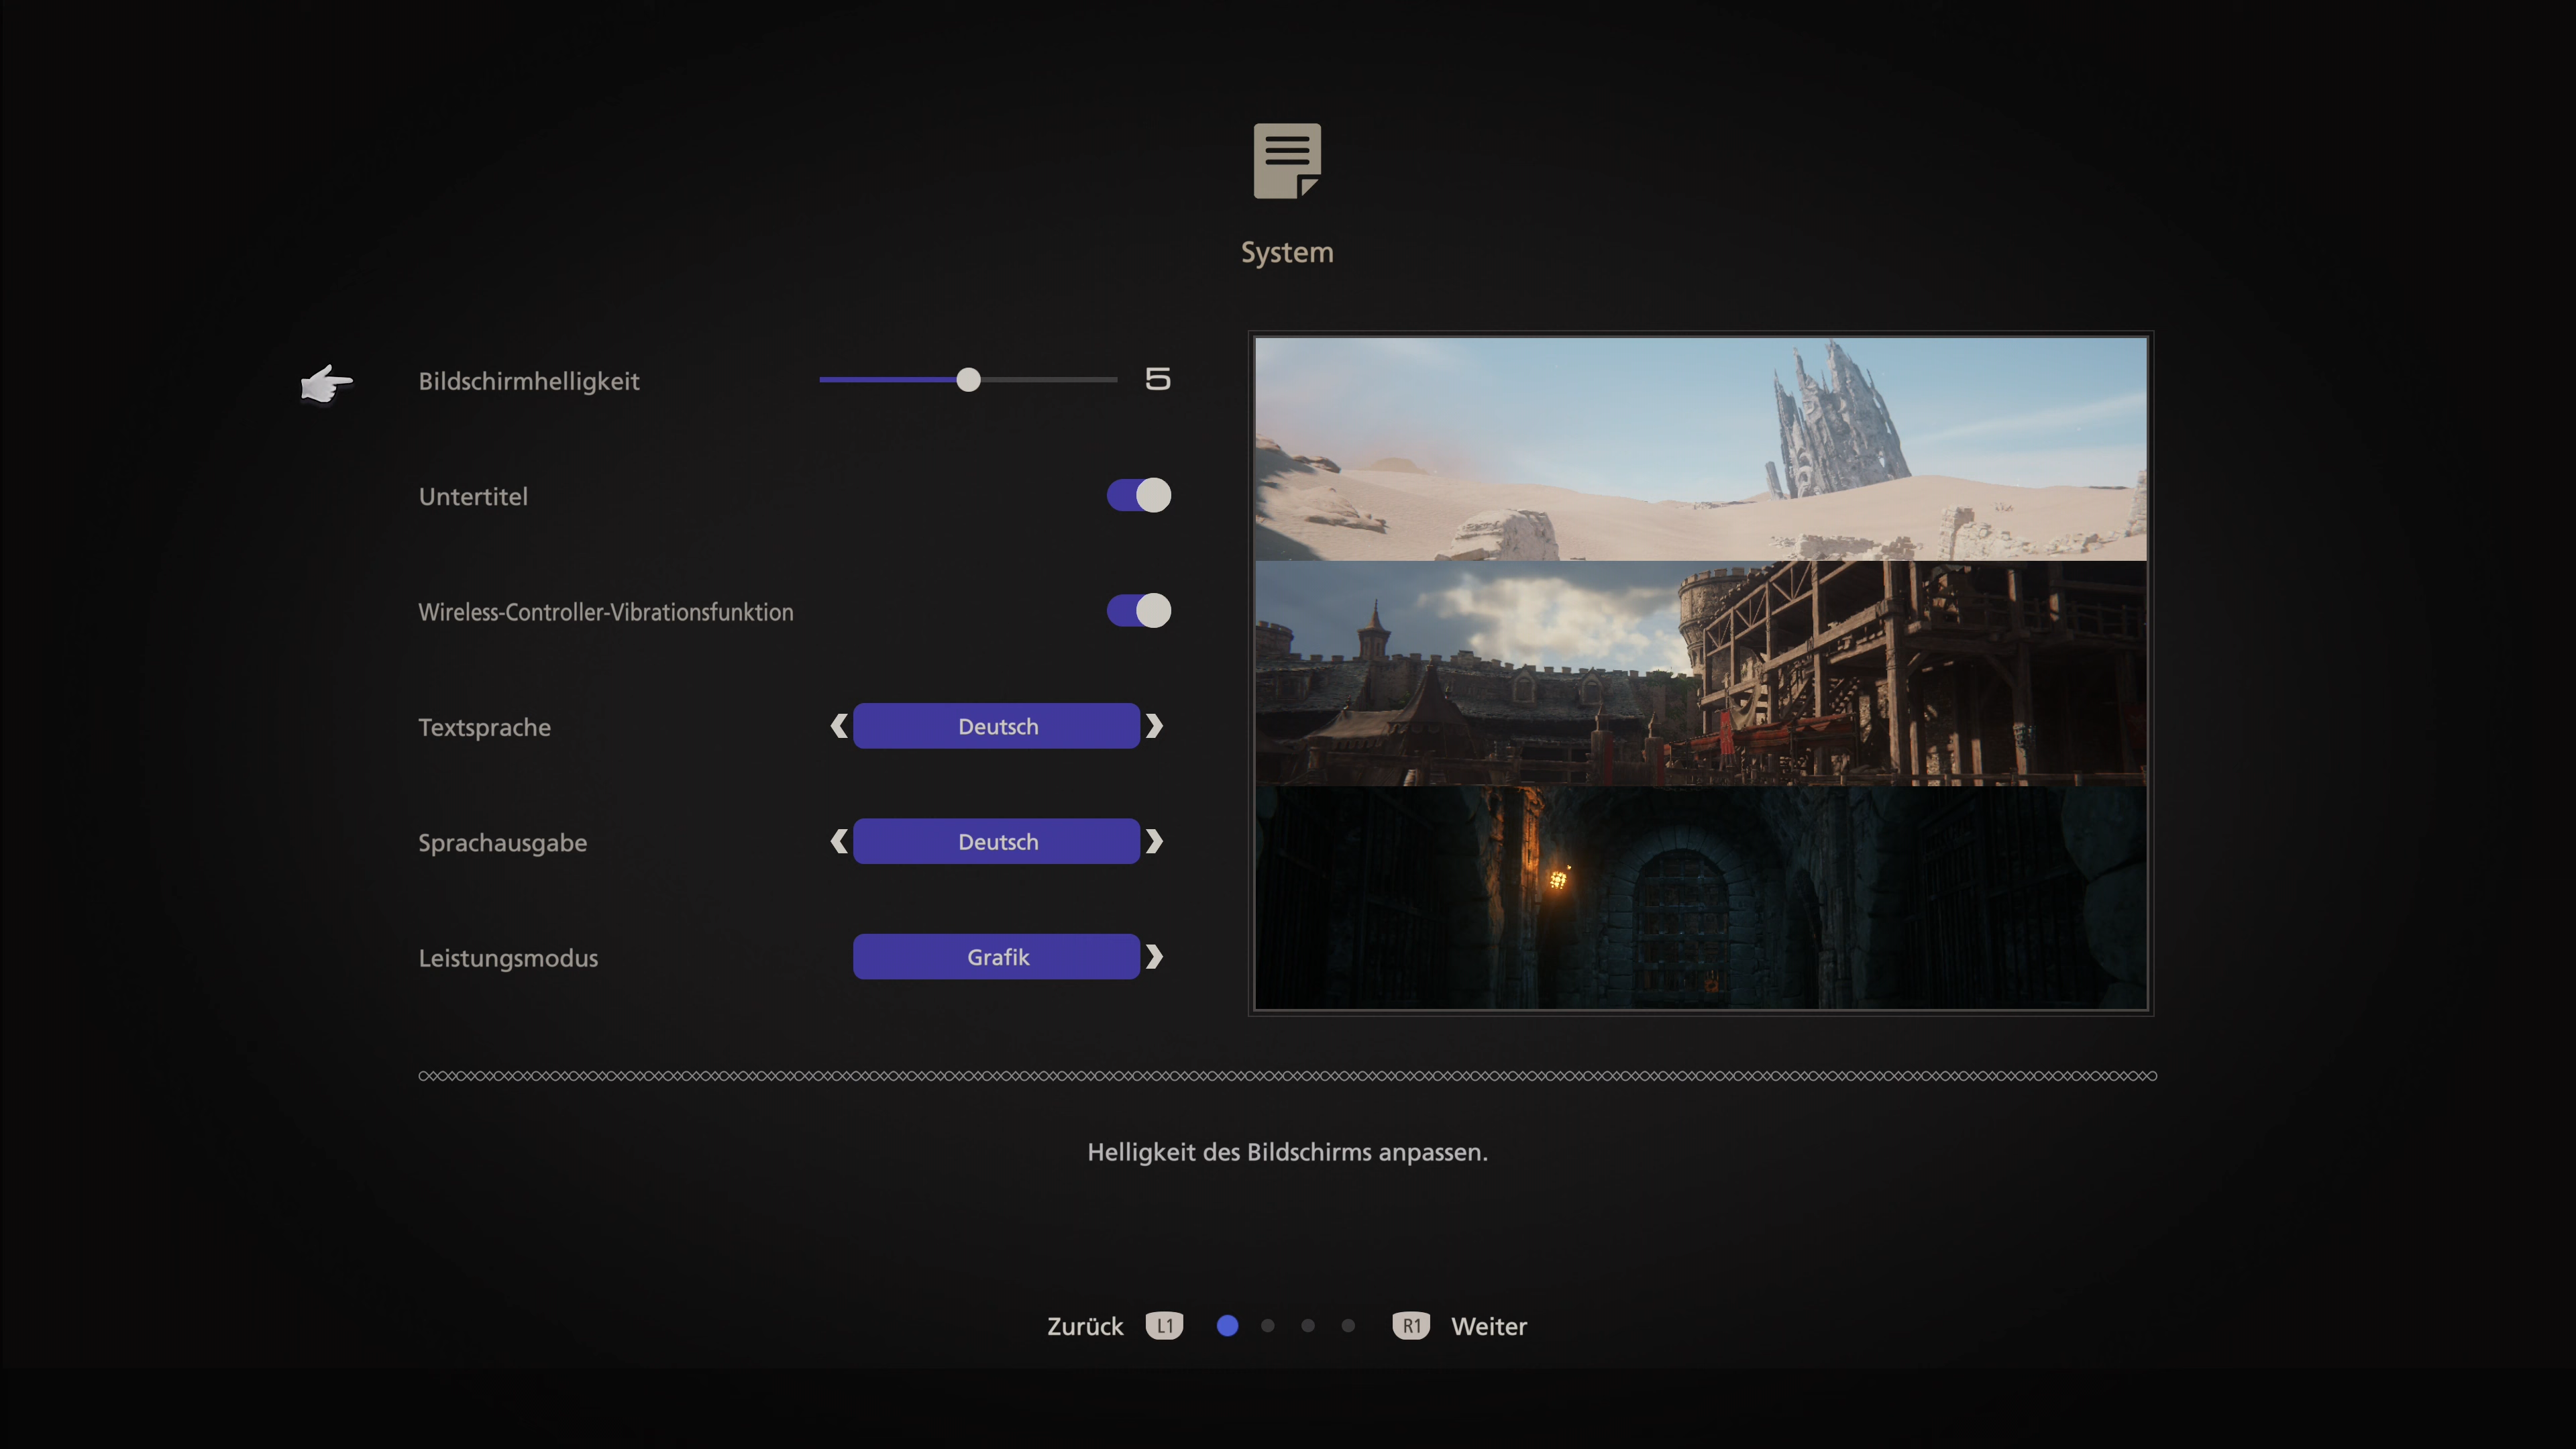 System
Bildschirmhelligkeit 5
Untertitel
Wireless-Controller-Vibrationsfunktion
Textsprache Deutsch
Sprachausgabe Deutsch
Leistungsmodus Grafik
Helligkeit des Bildschirms anpassen.
Zurück L1 R1 Weiter